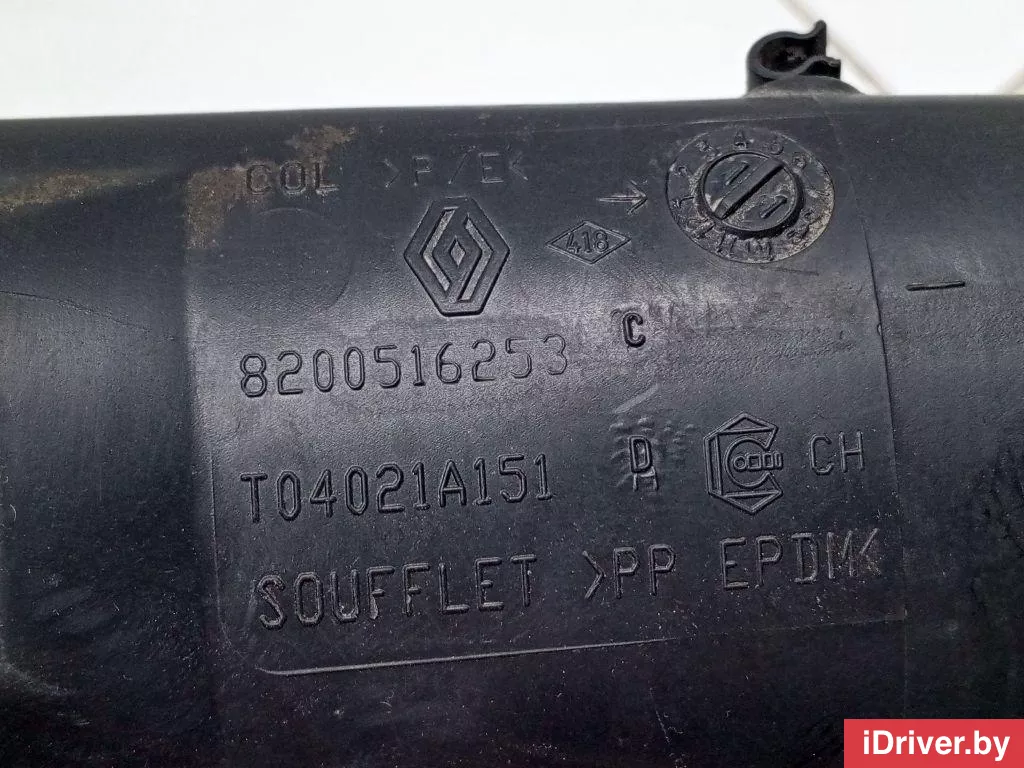 COL >P/E<
418
8200516253 C
T04021A151 CH
SOUFFLET >PP EPDM<
iDriver.by